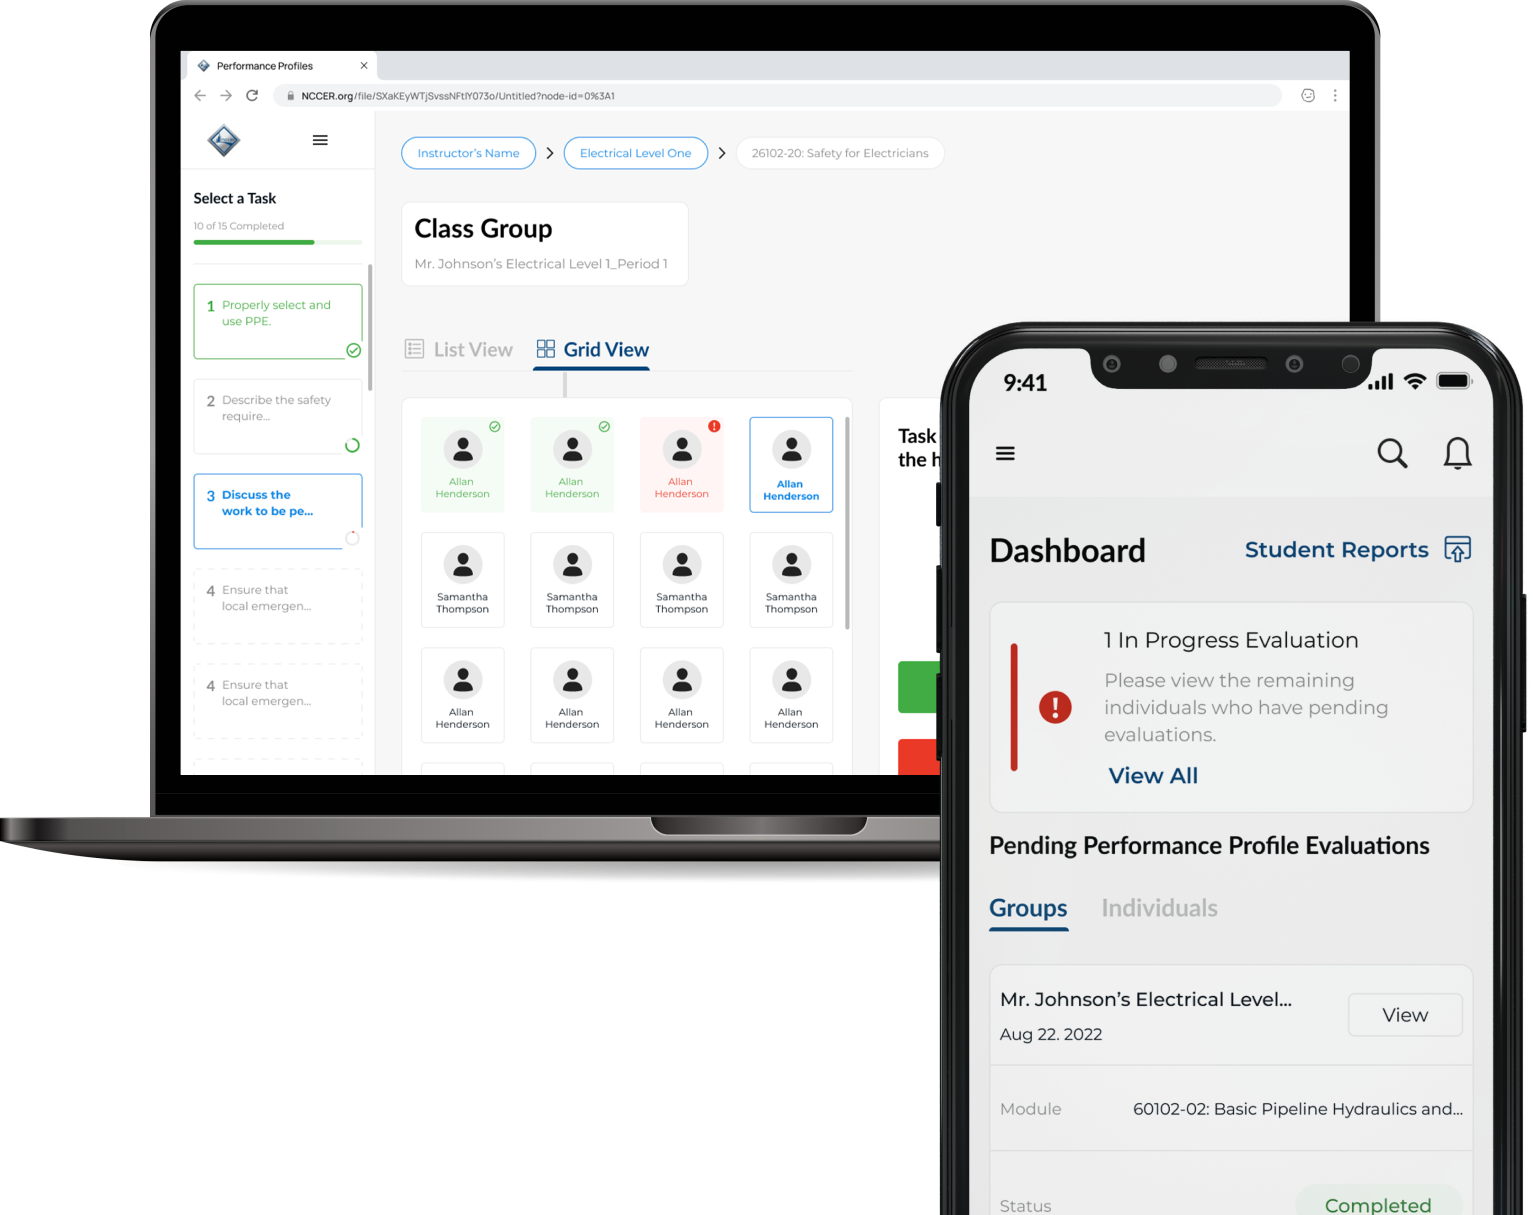 Performance Profiles
NCCER.org/file/SXaKEyWTjSvssNFtlY073o/Untitled?node-id=0%3A1
Instructor's Name
Electrical Level One
26102-20: Safety for Electricians
Select a Task
10 of 15 Completed
1 Properly select and
use PPE.
2 Describe the safety
require...
3 Discuss the
work to be pe...
4 Ensure that
local emergen...
4 Ensure that
local emergen...
Class Group
Mr. Johnson's Electrical Level 1_Period 1
List View
Grid View
Allan
Henderson
Allan
Henderson
Allan
Henderson
Allan
Henderson
Samantha
Thompson
Samantha
Thompson
Samantha
Thompson
Samantha
Thompson
Allan
Henderson
Allan
Henderson
Allan
Henderson
Allan
Henderson
Task
the
9:41
Dashboard
Student Reports
1 In Progress Evaluation
Please view the remaining
individuals who have pending
evaluations.
View All
Pending Performance Profile Evaluations
Groups
Individuals
Mr. Johnson's Electrical Level...
Aug 22. 2022
View
Module
60102-02: Basic Pipeline Hydraulics and...
Status
Completed